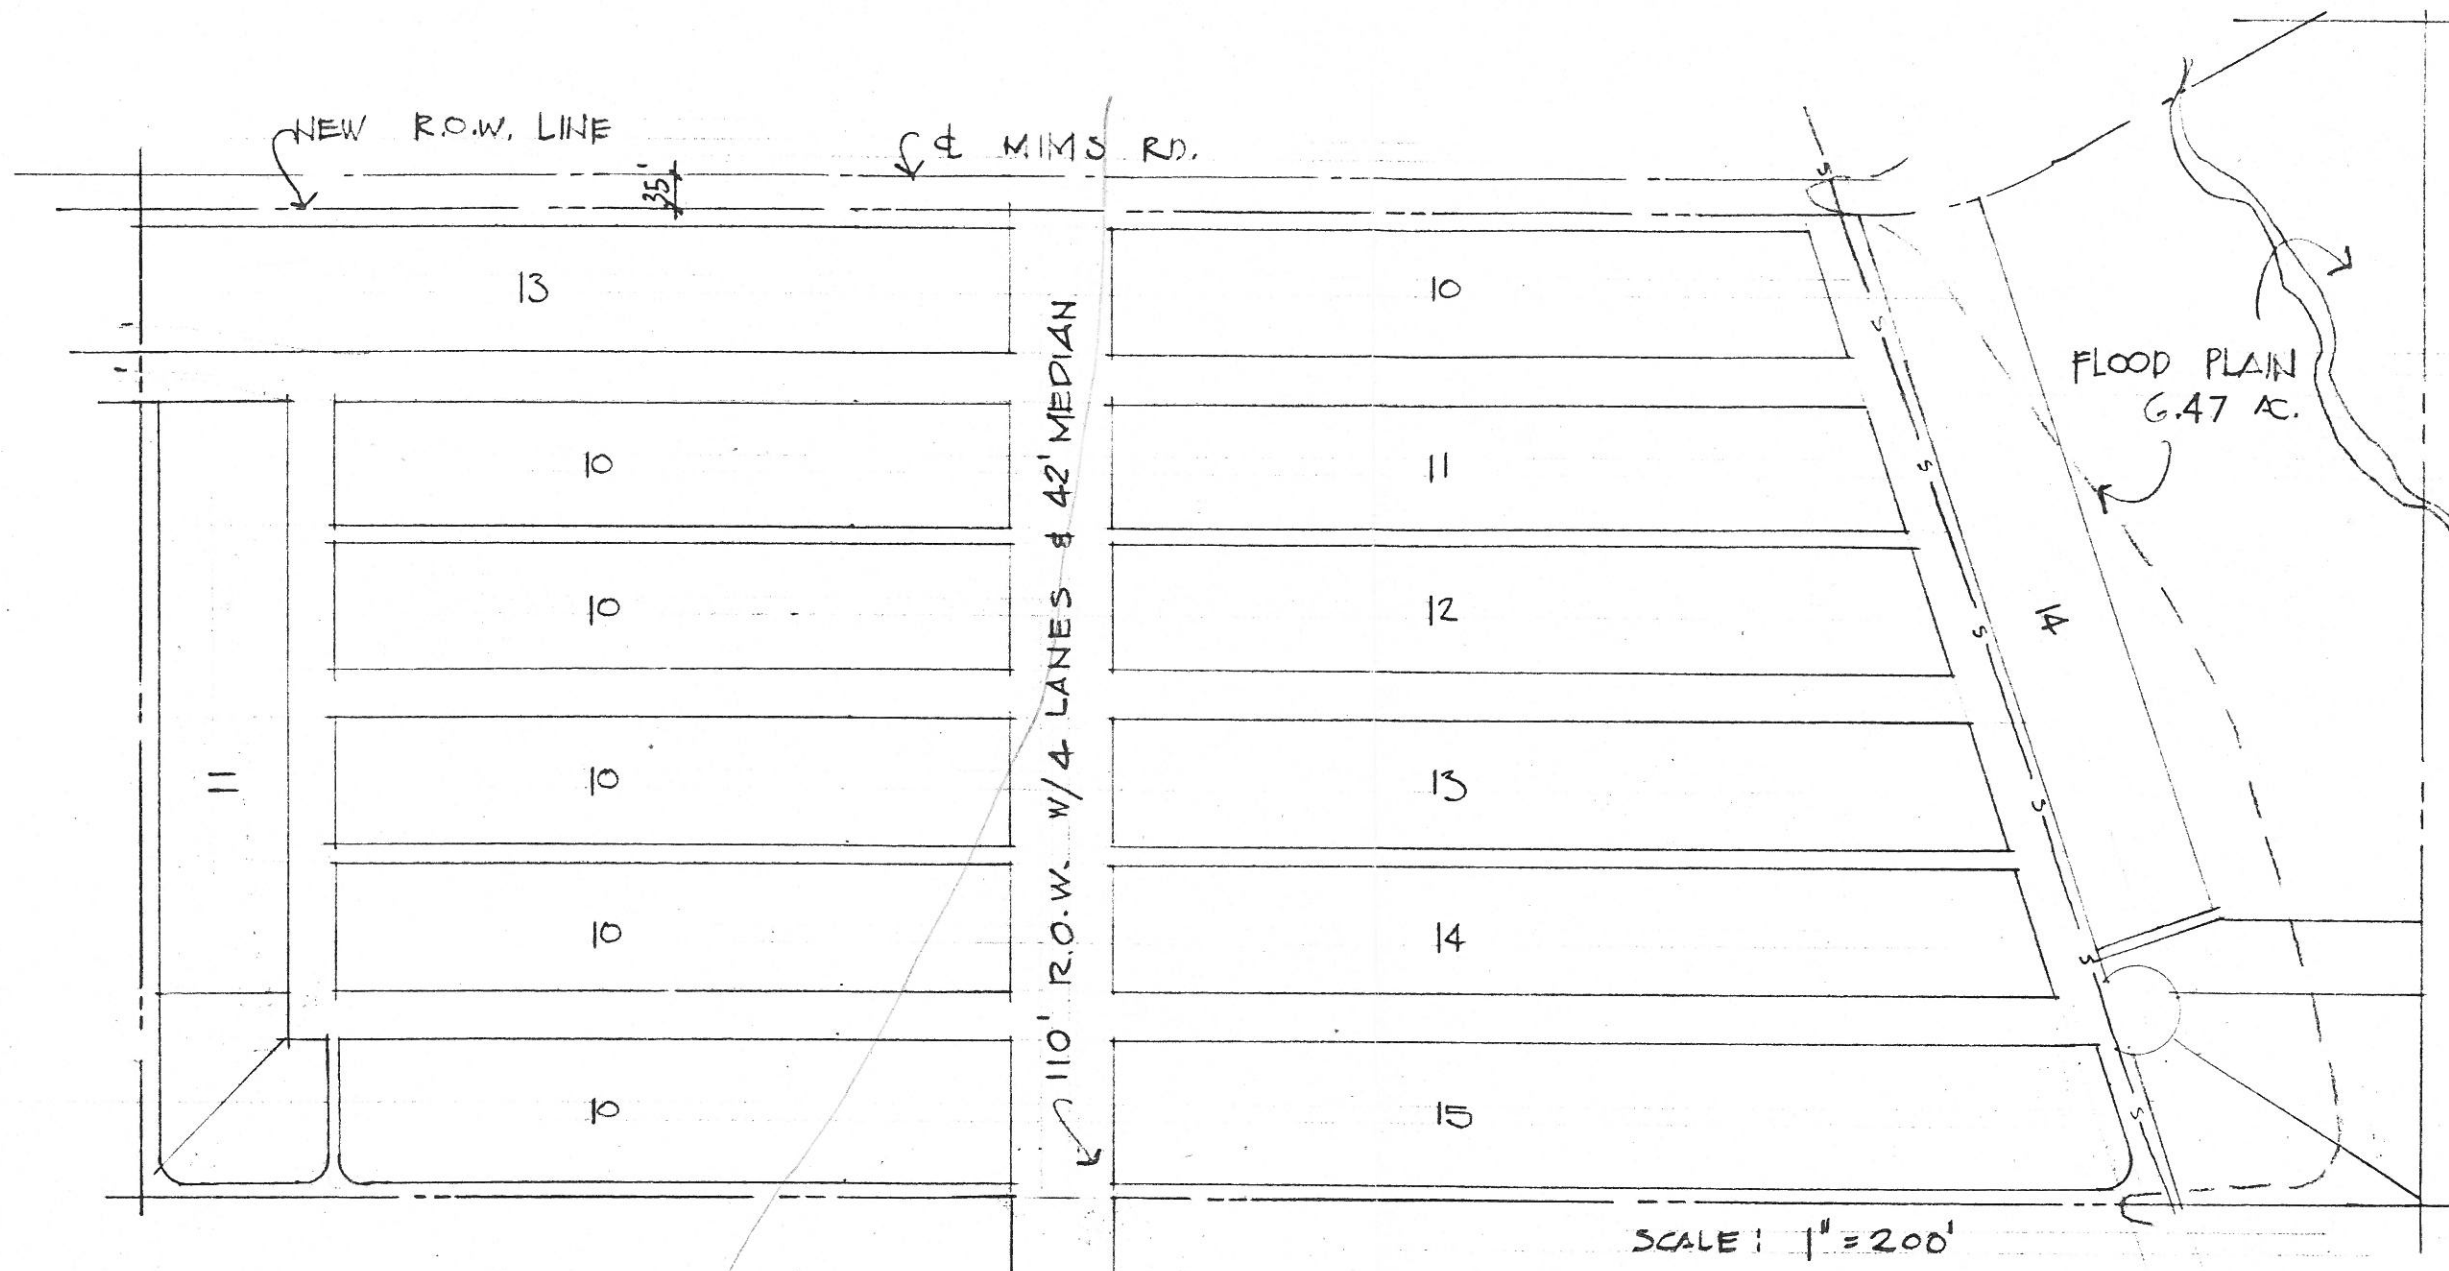 NEW R.O.W. LINE
℄ MIMS RD.
35'
13
10
FLOOD PLAIN
6.47 AC.
10
11
10
12
14
11
10
13
10
14
10
15
110' R.O.W. W/4 LANES & 42' MEDIAN
S
S
S
S
S
S
S
SCALE: 1" = 200'